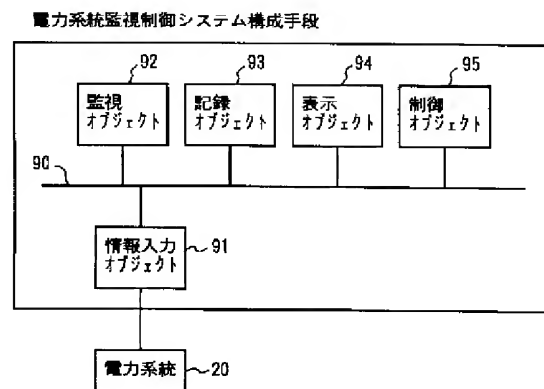 電力系統監視制御システム構成手段
92
93
94
95
監視
オブジェクト
記録
オブジェクト
表示
オブジェクト
制御
オブジェクト
90
情報入力
オブジェクト
91
電力系統
20